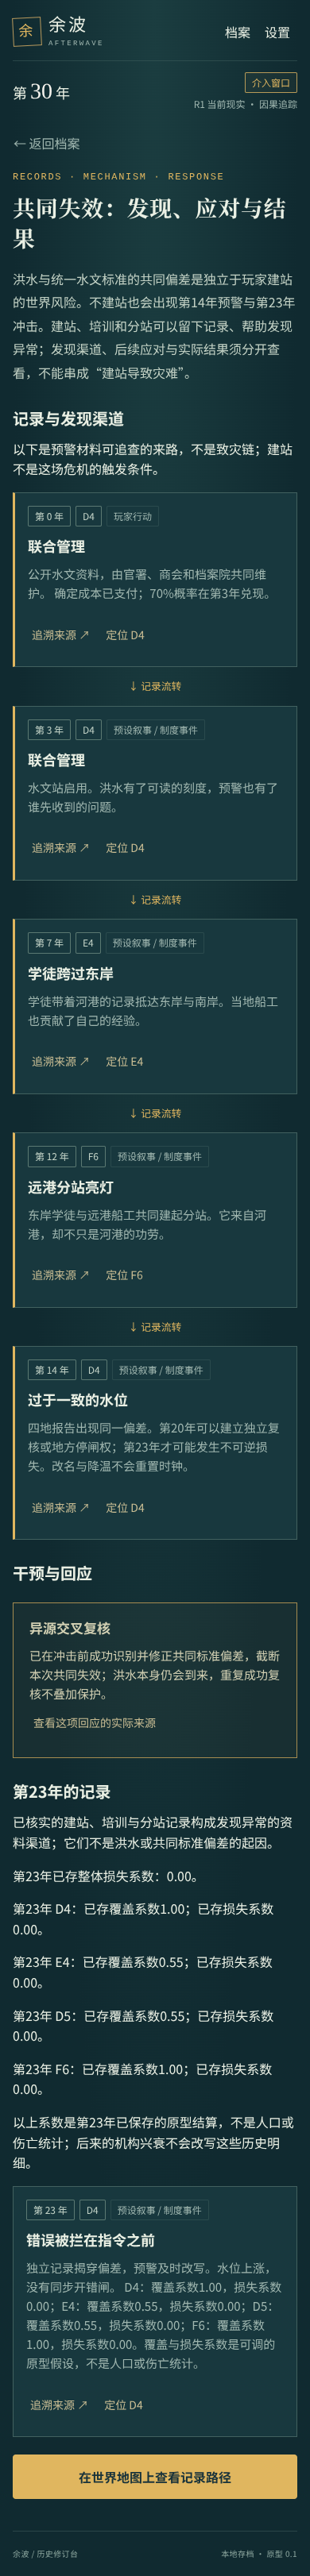 余
余波
AFTERWAVE
档案 设置
第 30 年
介入窗口
R1 当前现实 · 因果追踪
← 返回档案
RECORDS · MECHANISM · RESPONSE
共同失效：发现、应对与结
果
洪水与统一水文标准的共同偏差是独立于玩家建站
的世界风险。不建站也会出现第14年预警与第23年
冲击。建站、培训和分站可以留下记录、帮助发现
异常；发现渠道、后续应对与实际结果须分开查
看，不能串成“建站导致灾难”。
记录与发现渠道
以下是预警材料可追查的来路，不是致灾链；建站
不是这场危机的触发条件。
第 0 年 D4 玩家行动
联合管理
公开水文资料，由官署、商会和档案院共同维
护。 确定成本已支付；70%概率在第3年兑现。
追溯来源 ↗ 定位 D4
↓ 记录流转
第 3 年 D4 预设叙事 / 制度事件
联合管理
水文站启用。洪水有了可读的刻度，预警也有了
谁先收到的问题。
追溯来源 ↗ 定位 D4
↓ 记录流转
第 7 年 E4 预设叙事 / 制度事件
学徒跨过东岸
学徒带着河港的记录抵达东岸与南岸。当地船工
也贡献了自己的经验。
追溯来源 ↗ 定位 E4
↓ 记录流转
第 12 年 F6 预设叙事 / 制度事件
远港分站亮灯
东岸学徒与远港船工共同建起分站。它来自河
港，却不只是河港的功劳。
追溯来源 ↗ 定位 F6
↓ 记录流转
第 14 年 D4 预设叙事 / 制度事件
过于一致的水位
四地报告出现同一偏差。第20年可以建立独立复
核或地方停闸权；第23年才可能发生不可逆损
失。改名与降温不会重置时钟。
追溯来源 ↗ 定位 D4
干预与回应
异源交叉复核
已在冲击前成功识别并修正共同标准偏差，截断
本次共同失效；洪水本身仍会到来，重复成功复
核不叠加保护。
查看这项回应的实际来源
第23年的记录
已核实的建站、培训与分站记录构成发现异常的资
料渠道；它们不是洪水或共同标准偏差的起因。
第23年已存整体损失系数：0.00。
第23年 D4：已存覆盖系数1.00；已存损失系数
0.00。
第23年 E4：已存覆盖系数0.55；已存损失系数
0.00。
第23年 D5：已存覆盖系数0.55；已存损失系数
0.00。
第23年 F6：已存覆盖系数1.00；已存损失系数
0.00。
以上系数是第23年已保存的原型结算，不是人口或
伤亡统计；后来的机构兴衰不会改写这些历史明
细。
第 23 年 D4 预设叙事 / 制度事件
错误被拦在指令之前
独立记录揭穿偏差，预警及时改写。水位上涨，
没有同步开错闸。 D4：覆盖系数1.00，损失系数
0.00；E4：覆盖系数0.55，损失系数0.00；D5：
覆盖系数0.55，损失系数0.00；F6：覆盖系数
1.00，损失系数0.00。覆盖与损失系数是可调的
原型假设，不是人口或伤亡统计。
追溯来源 ↗ 定位 D4
在世界地图上查看记录路径
余波 / 历史修订台
本地存档 · 原型 0.1